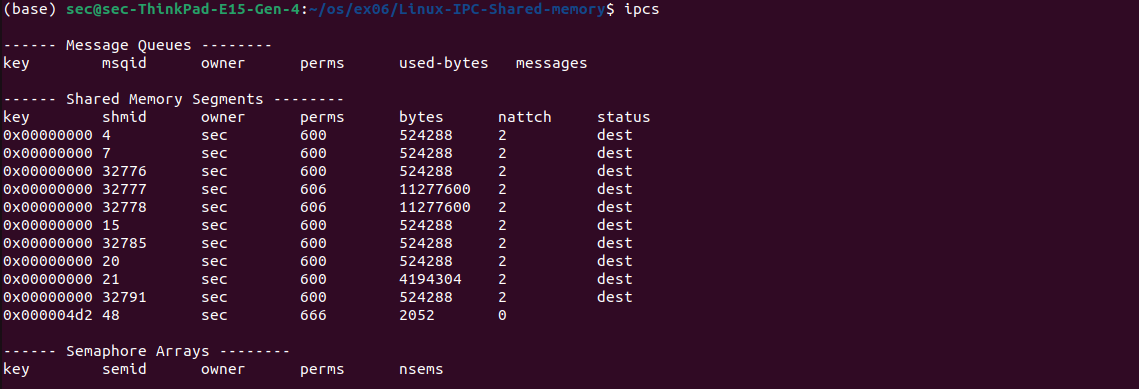 (base) sec@sec-ThinkPad-E15-Gen-4:~/os/ex06/Linux-IPC-Shared-memory$ ipcs
------ Message Queues --------
key        msqid      owner      perms      used-bytes   messages
------ Shared Memory Segments --------
key        shmid      owner      perms      bytes      nattch     status
0x00000000 4          sec        600        524288     2          dest
0x00000000 7          sec        600        524288     2          dest
0x00000000 32776      sec        600        524288     2          dest
0x00000000 32777      sec        606        11277600   2          dest
0x00000000 32778      sec        606        11277600   2          dest
0x00000000 15         sec        600        524288     2          dest
0x00000000 32785      sec        600        524288     2          dest
0x00000000 20         sec        600        524288     2          dest
0x00000000 21         sec        600        4194304    2          dest
0x00000000 32791      sec        600        524288     2          dest
0x000004d2 48         sec        666        2052       0
------ Semaphore Arrays --------
key        semid      owner      perms      nsems